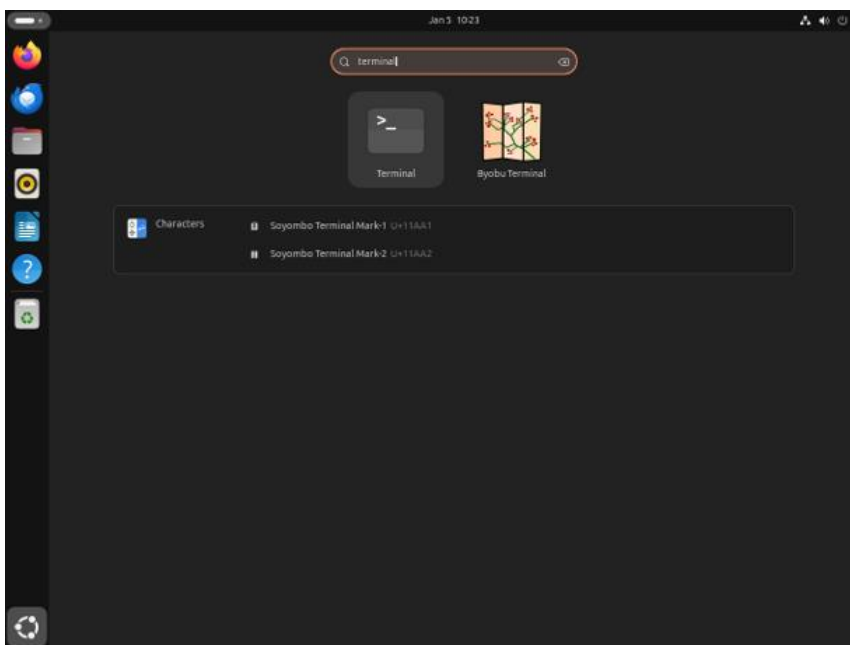 Jan 5 10:23
terminal
>_
Terminal
Byobu Terminal
Characters
Soyombo Terminal Mark-1 U+11AA1
Soyombo Terminal Mark-2 U+11AA2
?